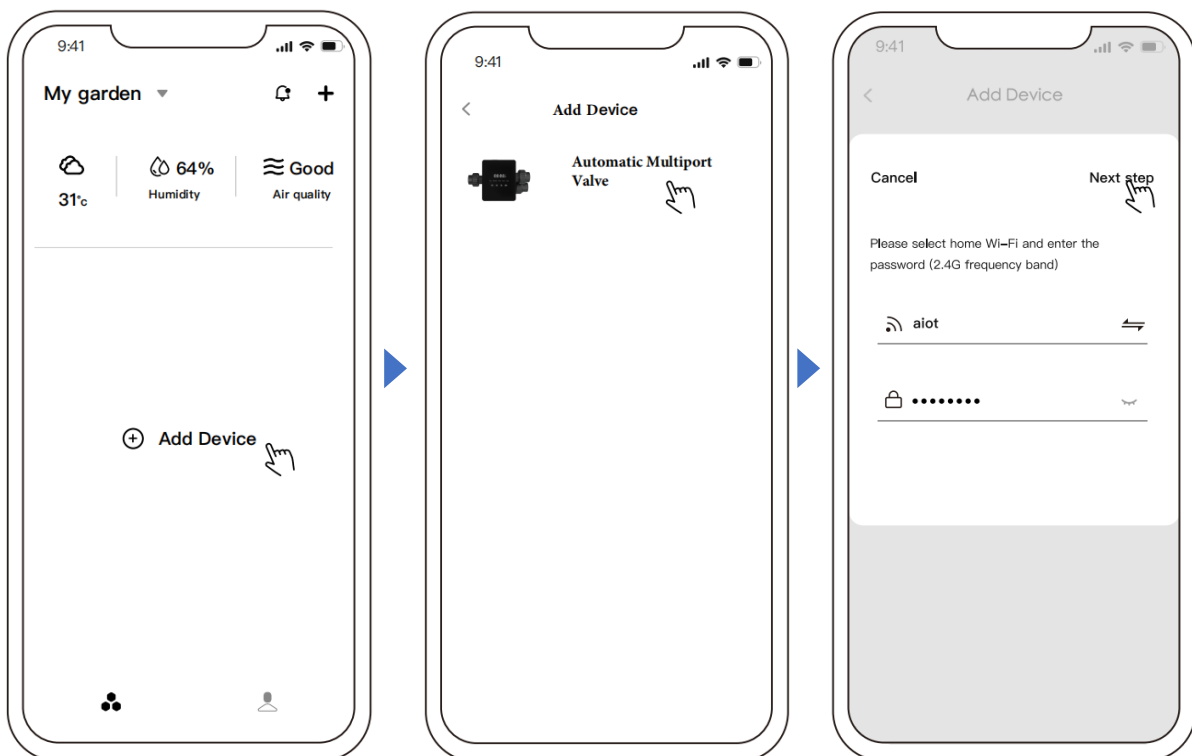 9:41
My garden
31°c
64%
Humidity
Good
Air quality
Add Device
9:41
Add Device
Automatic Multiport
Valve
9:41
Add Device
Cancel
Next step
Please select home Wi-Fi and enter the
password (2.4G frequency band)
aiot
••••••••